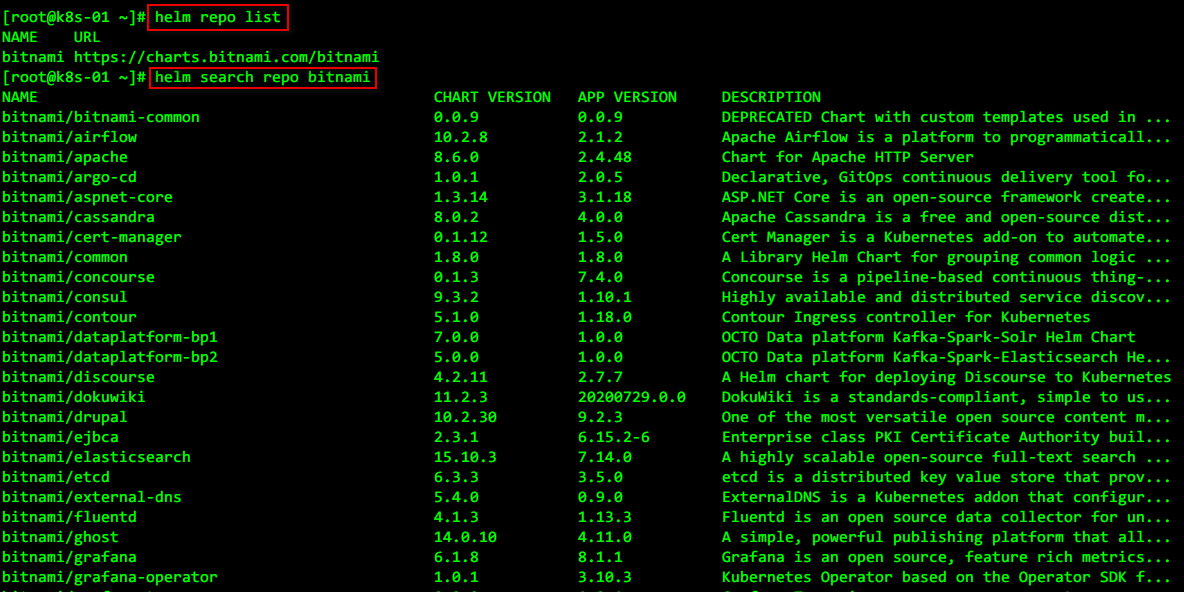 [root@k8s-01 ~]# helm repo list
NAME URL
bitnami https://charts.bitnami.com/bitnami
[root@k8s-01 ~]# helm search repo bitnami
NAME CHART VERSION APP VERSION DESCRIPTION
bitnami/bitnami-common 0.0.9 0.0.9 DEPRECATED Chart with custom templates used in ...
bitnami/airflow 10.2.8 2.1.2 Apache Airflow is a platform to programmaticall...
bitnami/apache 8.6.0 2.4.48 Chart for Apache HTTP Server
bitnami/argo-cd 1.0.1 2.0.5 Declarative, GitOps continuous delivery tool fo...
bitnami/aspnet-core 1.3.14 3.1.18 ASP.NET Core is an open-source framework create...
bitnami/cassandra 8.0.2 4.0.0 Apache Cassandra is a free and open-source dist...
bitnami/cert-manager 0.1.12 1.5.0 Cert Manager is a Kubernetes add-on to automate...
bitnami/common 1.8.0 1.8.0 A Library Helm Chart for grouping common logic ...
bitnami/concourse 0.1.3 7.4.0 Concourse is a pipeline-based continuous thing-...
bitnami/consul 9.3.2 1.10.1 Highly available and distributed service discov...
bitnami/contour 5.1.0 1.18.0 Contour Ingress controller for Kubernetes
bitnami/dataplatform-bp1 7.0.0 1.0.0 OCTO Data platform Kafka-Spark-Solr Helm Chart
bitnami/dataplatform-bp2 5.0.0 1.0.0 OCTO Data platform Kafka-Spark-Elasticsearch He...
bitnami/discourse 4.2.11 2.7.7 A Helm chart for deploying Discourse to Kubernetes
bitnami/dokuwiki 11.2.3 20200729.0.0 DokuWiki is a standards-compliant, simple to us...
bitnami/drupal 10.2.30 9.2.3 One of the most versatile open source content m...
bitnami/ejbca 2.3.1 6.15.2-6 Enterprise class PKI Certificate Authority buil...
bitnami/elasticsearch 15.10.3 7.14.0 A highly scalable open-source full-text search ...
bitnami/etcd 6.3.3 3.5.0 etcd is a distributed key value store that prov...
bitnami/external-dns 5.4.0 0.9.0 ExternalDNS is a Kubernetes addon that configur...
bitnami/fluentd 4.1.3 1.13.3 Fluentd is an open source data collector for un...
bitnami/ghost 14.0.10 4.11.0 A simple, powerful publishing platform that all...
bitnami/grafana 6.1.8 8.1.1 Grafana is an open source, feature rich metrics...
bitnami/grafana-operator 1.0.1 3.10.3 Kubernetes Operator based on the Operator SDK f...